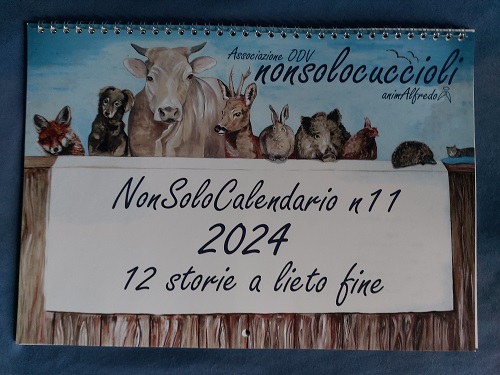 Associazione ODV
nonsolocuccioli
animAlfredo
NonSoloCalendario n11
2024
12 storie a lieto fine